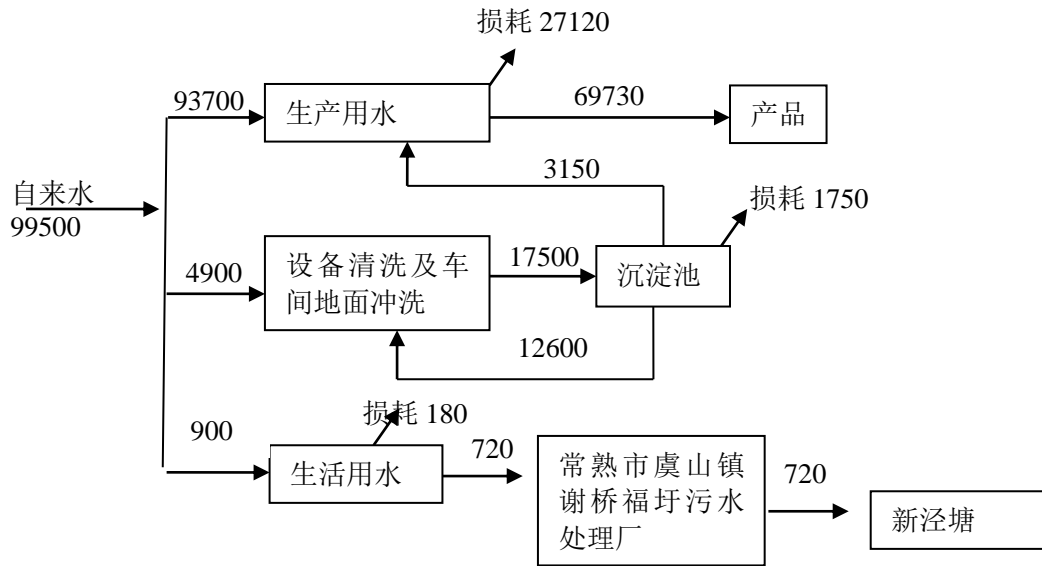 损耗 27120
93700
生产用水
69730
产品
3150
自来水
99500
损耗 1750
4900
设备清洗及车
间地面冲洗
17500
沉淀池
12600
损耗 180
900
生活用水
720
常熟市虞山镇
谢桥福圩污水
处理厂
720
新泾塘